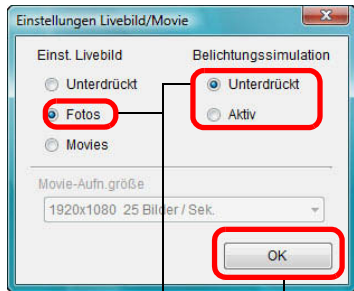 Einstellungen Livebild/Movie
Einst. Livebild
Unterdrückt
Fotos
Movies
Belichtungssimulation
Unterdrückt
Aktiv
Movie-Aufn.größe
1920x1080 25 Bilder / Sek.
OK